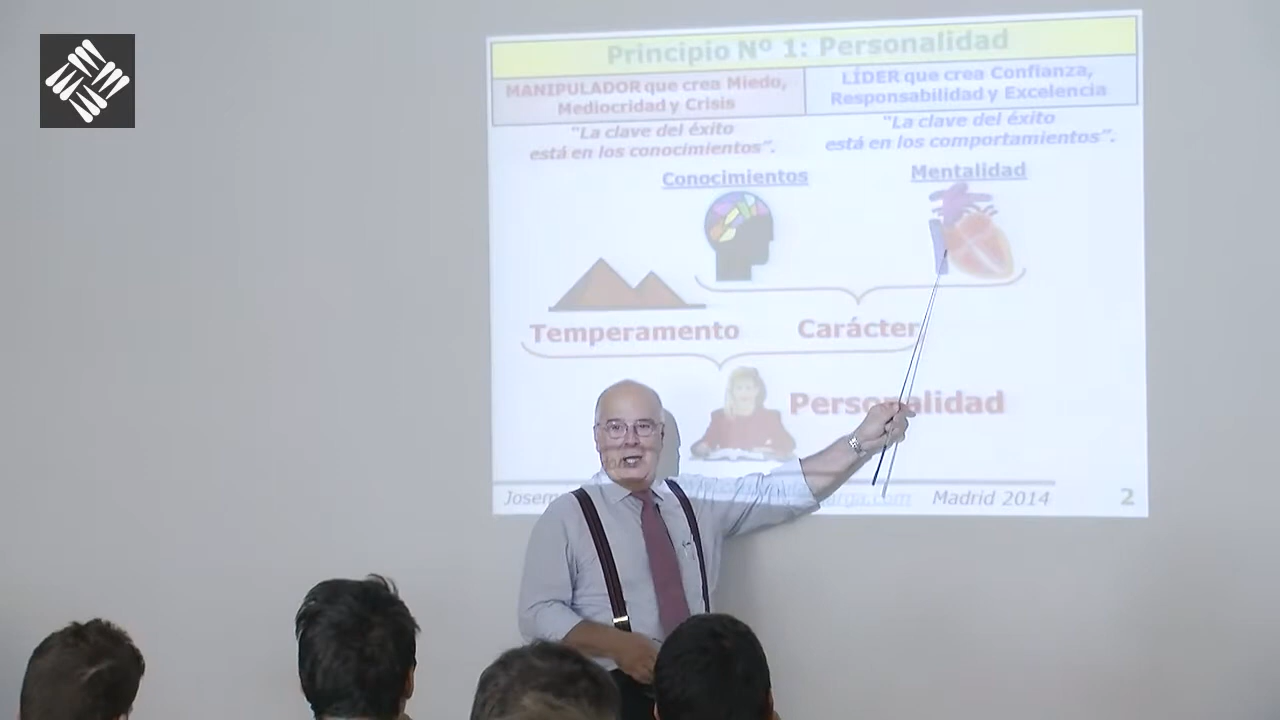 Principio Nº 1: Personalidad
MANIPULADOR que crea Miedo,
Mediocridad y Crisis
LÍDER que crea Confianza,
Responsabilidad y Excelencia
"La clave del éxito
está en los conocimientos".
"La clave del éxito
está en los comportamientos".
Conocimientos
Mentalidad
Temperamento
Carácter
Personalidad
Madrid 2014
2